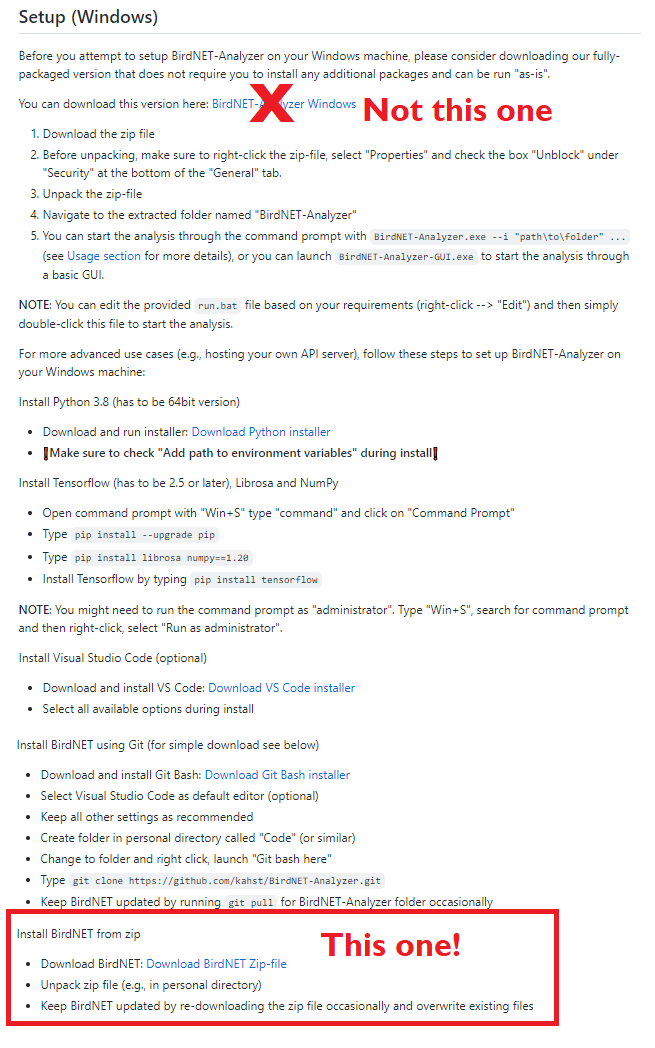 Setup (Windows)
Before you attempt to setup BirdNET-Analyzer on your Windows machine, please consider downloading our fully-
packaged version that does not require you to install any additional packages and can be run "as-is".
You can download this version here: BirdNET-Analyzer Windows
X Not this one
1. Download the zip file
2. Before unpacking, make sure to right-click the zip-file, select "Properties" and check the box "Unblock" under
"Security" at the bottom of the "General" tab.
3. Unpack the zip-file
4. Navigate to the extracted folder named "BirdNET-Analyzer"
5. You can start the analysis through the command prompt with BirdNET-Analyzer.exe --i "path\to\folder" ...
(see Usage section for more details), or you can launch BirdNET-Analyzer-GUI.exe to start the analysis through
a basic GUI.
NOTE: You can edit the provided run.bat file based on your requirements (right-click --> "Edit") and then simply
double-click this file to start the analysis.
For more advanced use cases (e.g., hosting your own API server), follow these steps to set up BirdNET-Analyzer on
your Windows machine:
Install Python 3.8 (has to be 64bit version)
• Download and run installer: Download Python installer
• ❗Make sure to check "Add path to environment variables" during install❗
Install Tensorflow (has to be 2.5 or later), Librosa and NumPy
• Open command prompt with "Win+S" type "command" and click on "Command Prompt"
• Type pip install --upgrade pip
• Type pip install librosa numpy==1.20
• Install Tensorflow by typing pip install tensorflow
NOTE: You might need to run the command prompt as "administrator". Type "Win+S", search for command prompt
and then right-click, select "Run as administrator".
Install Visual Studio Code (optional)
• Download and install VS Code: Download VS Code installer
• Select all available options during install
Install BirdNET using Git (for simple download see below)
• Download and install Git Bash: Download Git Bash installer
• Select Visual Studio Code as default editor (optional)
• Keep all other settings as recommended
• Create folder in personal directory called "Code" (or similar)
• Change to folder and right click, launch "Git bash here"
• Type git clone https://github.com/kahst/BirdNET-Analyzer.git
• Keep BirdNET updated by running git pull for BirdNET-Analyzer folder occasionally
Install BirdNET from zip
This one!
• Download BirdNET: Download BirdNET Zip-file
• Unpack zip file (e.g., in personal directory)
• Keep BirdNET updated by re-downloading the zip file occasionally and overwrite existing files